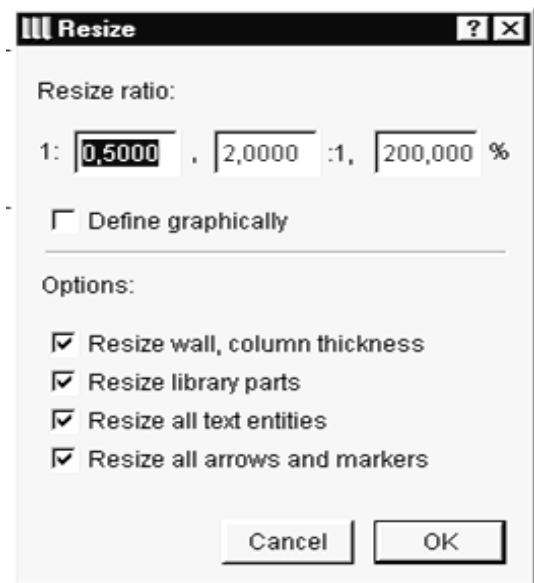 Resize ? X
Resize ratio:
1: 0,5000 , 2,0000 :1, 200,000 %
Define graphically
Options:
Resize wall, column thickness
Resize library parts
Resize all text entities
Resize all arrows and markers
Cancel OK